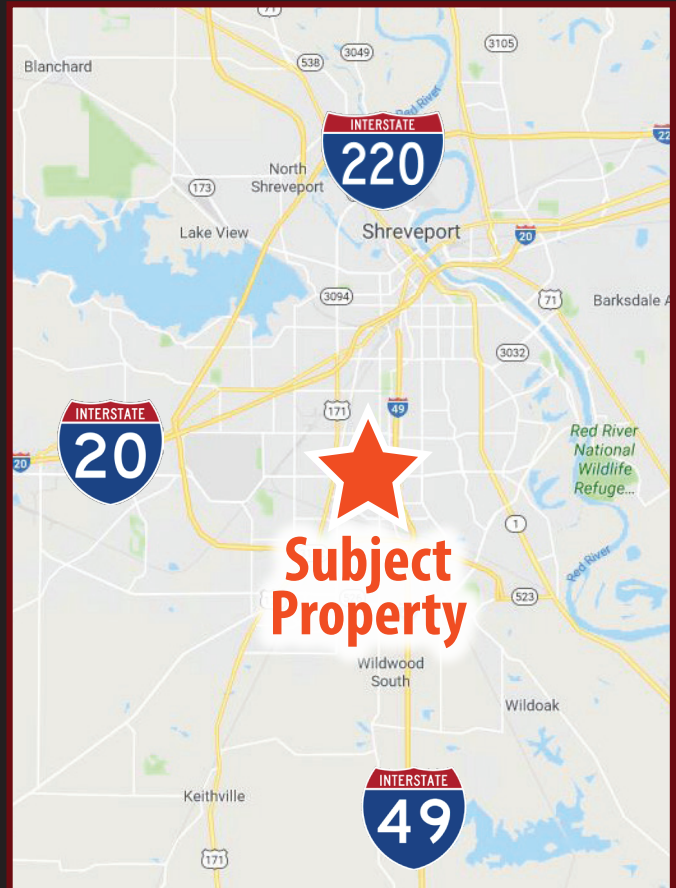 71
3105
3049
538
Blanchard
Red River
INTERSTATE
220
North
Shreveport
173
Lake View
Shreveport
20
3094
71
Barksdale A
3032
171
49
INTERSTATE
20
20
Red River
National
Wildlife
Refuge...
1
Subject
Property
Red River
523
Wildwood
South
Wildoak
INTERSTATE
49
Keithville
171